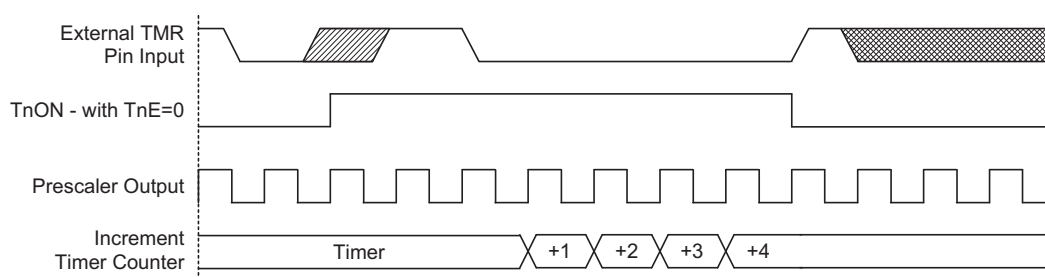 External TMR
Pin Input
TnON - with TnE=0
Prescaler Output
Increment
Timer Counter
Timer
+1
+2
+3
+4